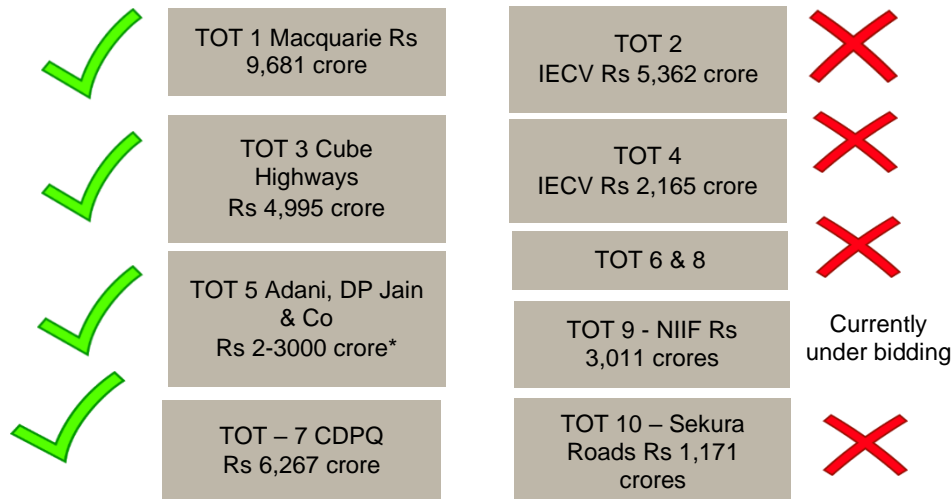 TOT 1 Macquarie Rs
9,681 crore
TOT 3 Cube
Highways
Rs 4,995 crore
TOT 5 Adani, DP Jain
& Co
Rs 2-3000 crore*
TOT – 7 CDPQ
Rs 6,267 crore
TOT 2
IECV Rs 5,362 crore
TOT 4
IECV Rs 2,165 crore
TOT 6 & 8
TOT 9 - NIIF Rs
3,011 crores
Currently
under bidding
TOT 10 – Sekura
Roads Rs 1,171
crores